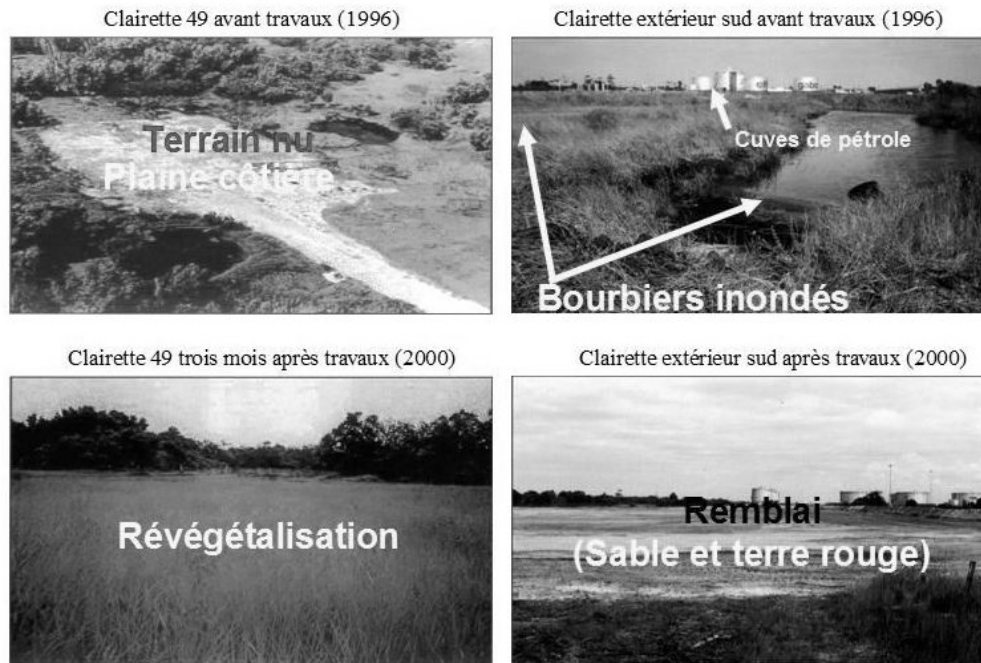 Clairette 49 avant travaux (1996)
Clairette extérieur sud avant travaux (1996)
Terrain nu
Plaine côtière
Cuves de pétrole
Bourbiers inondés
Clairette 49 trois mois après travaux (2000)
Clairette extérieur sud après travaux (2000)
Révégétalisation
Remblai
(Sable et terre rouge)